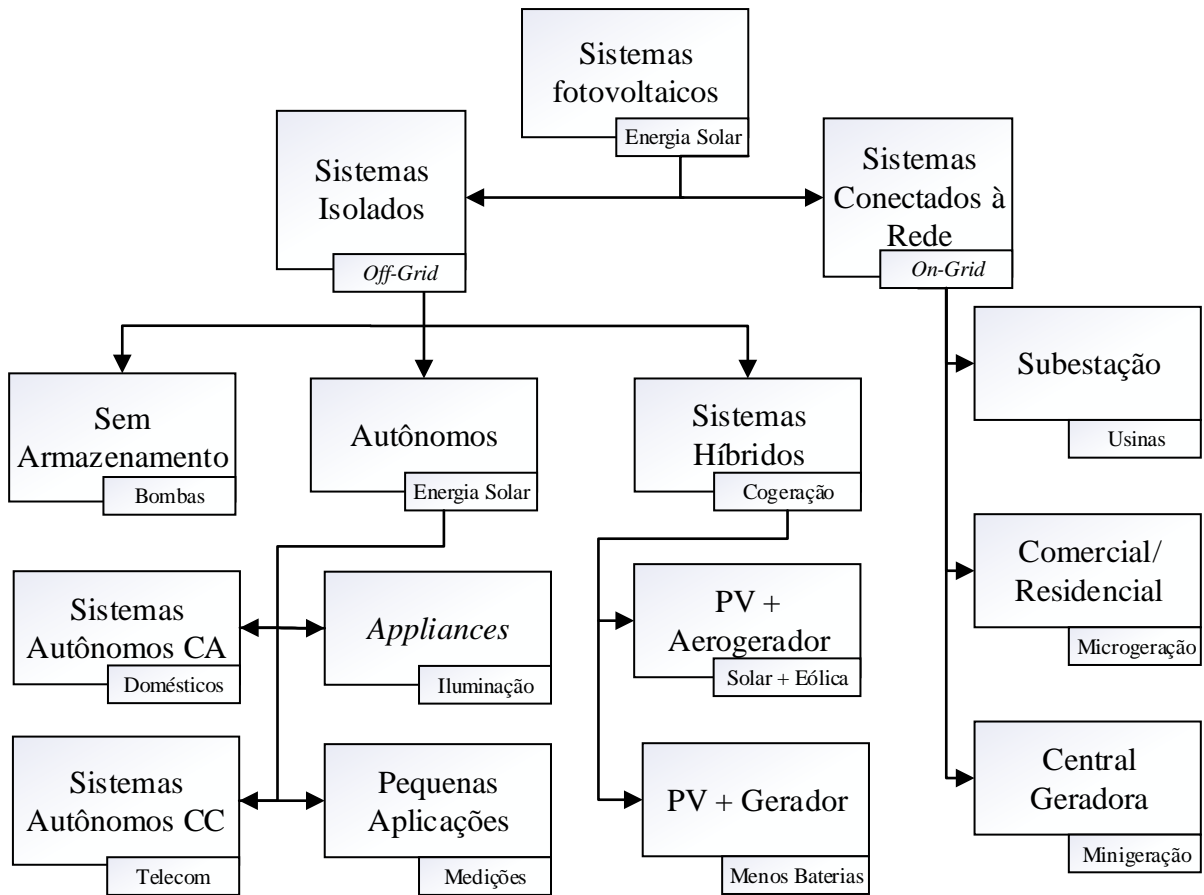 Sistemas
fotovoltaicos
Energia Solar
Sistemas
Isolados
Off-Grid
Sistemas
Conectados à
Rede
On-Grid
Sem
Armazenamento
Bombas
Autônomos
Energia Solar
Sistemas
Híbridos
Cogeração
Subestação
Usinas
Sistemas
Autônomos CA
Domésticos
Appliances
Iluminação
PV +
Aerogerador
Solar + Eólica
Comercial/
Residencial
Microgeração
Sistemas
Autônomos CC
Telecom
Pequenas
Aplicações
Medições
PV + Gerador
Menos Baterias
Central
Geradora
Minigeração